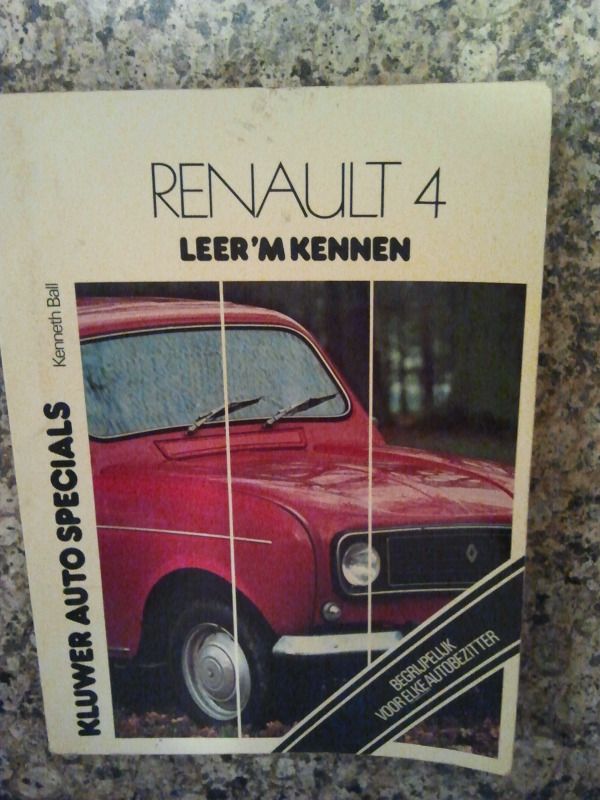 RENAULT 4
LEER 'M KENNEN
Kenneth Ball
KLUWER AUTO SPECIALS
BEGRIJPELIJK
VOOR ELKE AUTOBEZITTER